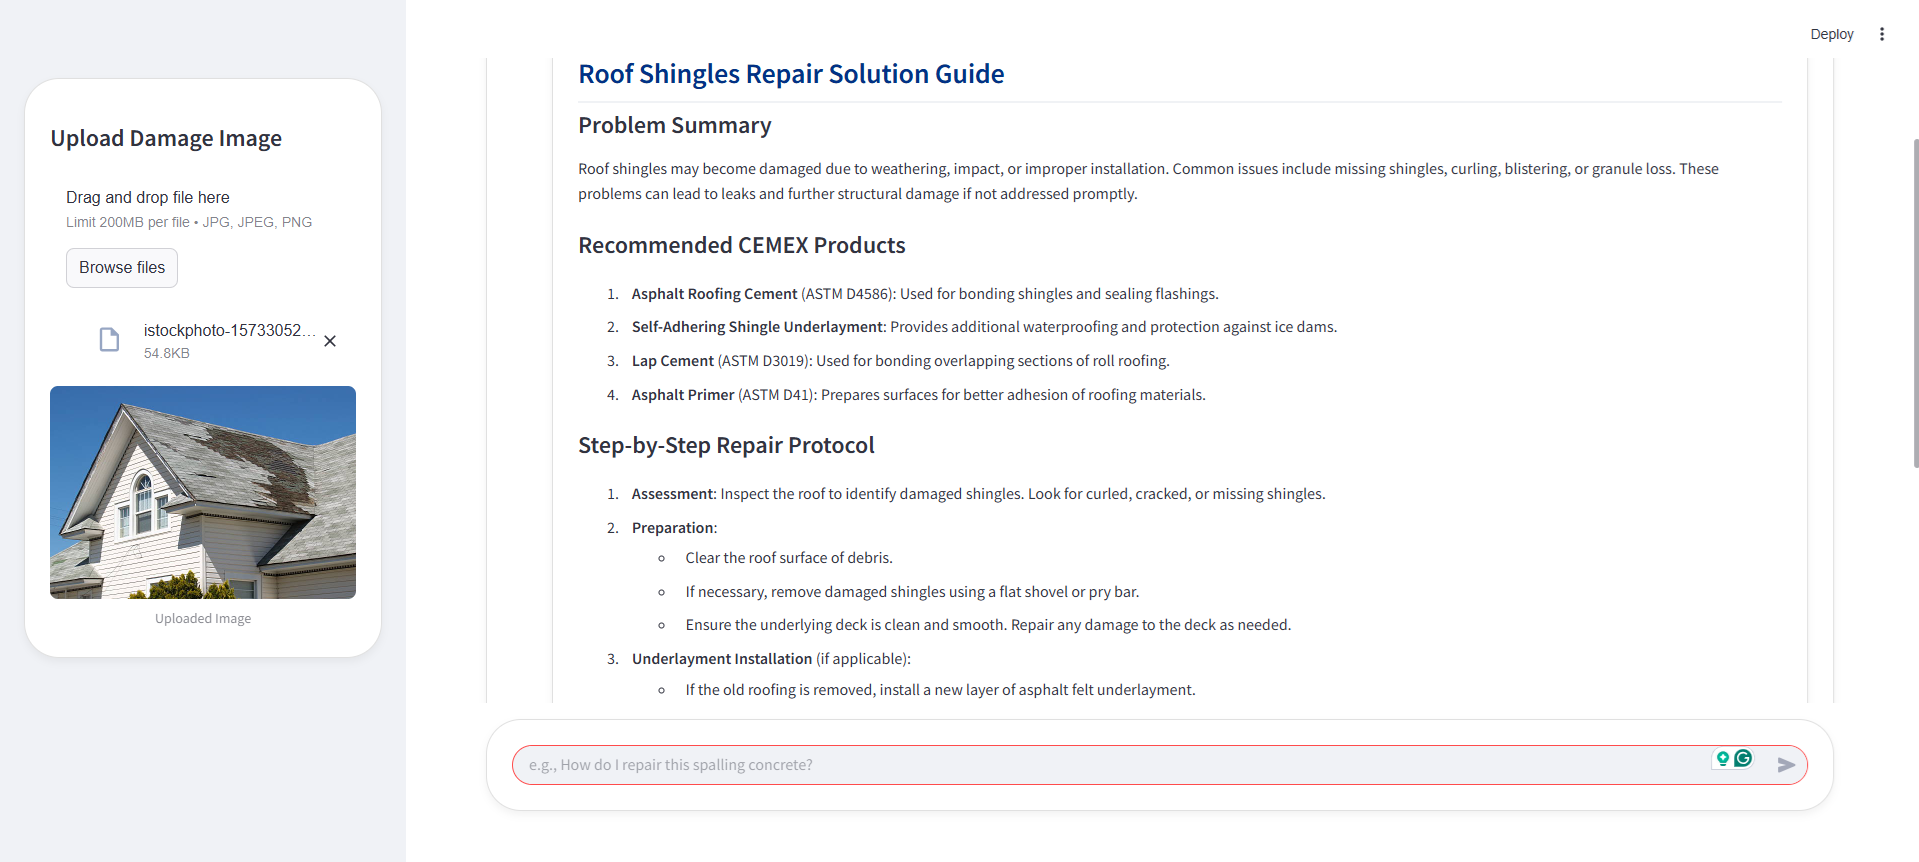 Deploy
Upload Damage Image
Drag and drop file here
Limit 200MB per file • JPG, JPEG, PNG
Browse files
istockphoto-15733052...
54.8KB
Uploaded Image
Roof Shingles Repair Solution Guide
Problem Summary
Roof shingles may become damaged due to weathering, impact, or improper installation. Common issues include missing shingles, curling, blistering, or granule loss. These
problems can lead to leaks and further structural damage if not addressed promptly.
Recommended CEMEX Products
1. Asphalt Roofing Cement (ASTM D4586): Used for bonding shingles and sealing flashings.
2. Self-Adhering Shingle Underlayment: Provides additional waterproofing and protection against ice dams.
3. Lap Cement (ASTM D3019): Used for bonding overlapping sections of roll roofing.
4. Asphalt Primer (ASTM D41): Prepares surfaces for better adhesion of roofing materials.
Step-by-Step Repair Protocol
1. Assessment: Inspect the roof to identify damaged shingles. Look for curled, cracked, or missing shingles.
2. Preparation:
◦ Clear the roof surface of debris.
◦ If necessary, remove damaged shingles using a flat shovel or pry bar.
◦ Ensure the underlying deck is clean and smooth. Repair any damage to the deck as needed.
3. Underlayment Installation (if applicable):
◦ If the old roofing is removed, install a new layer of asphalt felt underlayment.
e.g., How do I repair this spalling concrete?